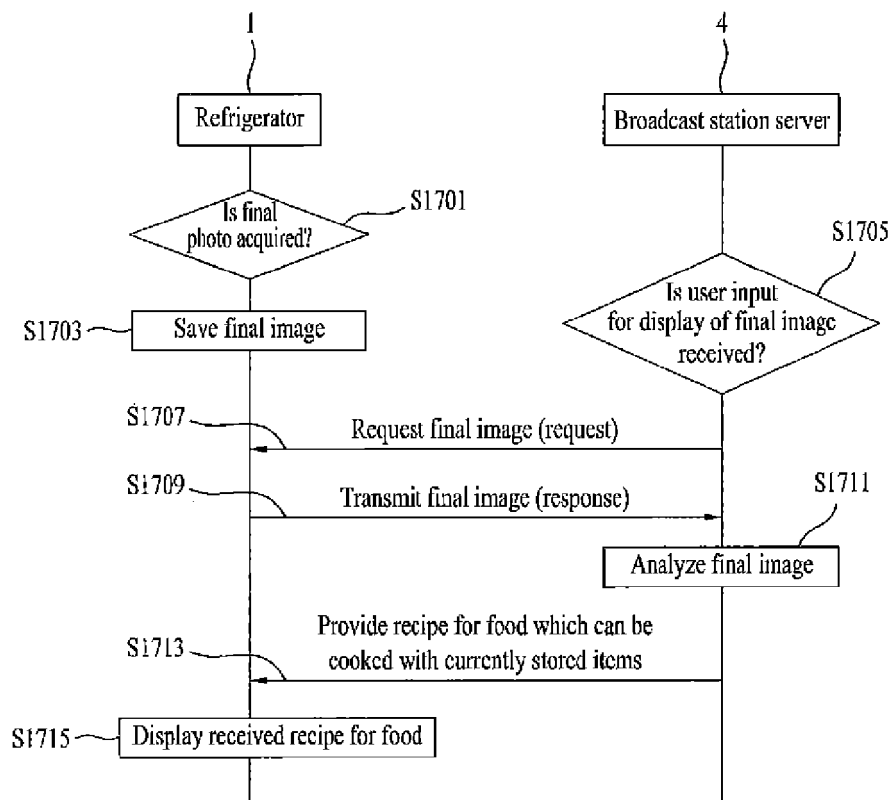 1
4
Refrigerator
Broadcast station server
Is final
photo acquired?
S1701
S1705
Is user input
for display of final image
received?
S1703
Save final image
S1707
Request final image (request)
S1709
Transmit final image (response)
S1711
Analyze final image
Provide recipe for food which can be
cooked with currently stored items
S1713
S1715
Display received recipe for food